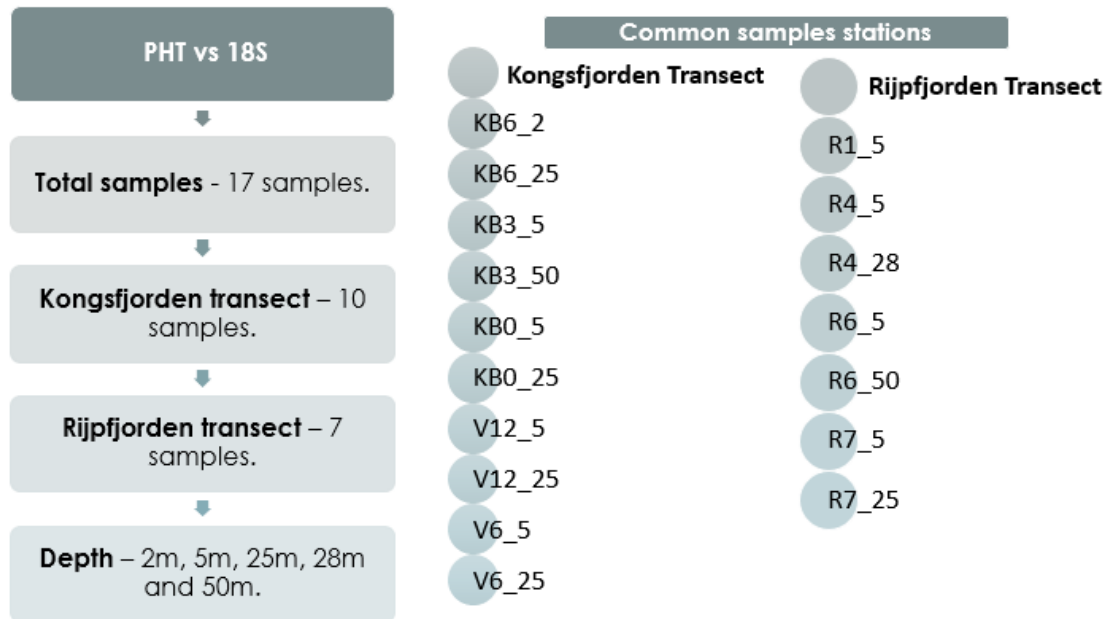 PHT vs 18S
Total samples - 17 samples.
Kongsfjorden transect – 10
samples.
Rijpfjorden transect – 7
samples.
Depth – 2m, 5m, 25m, 28m
and 50m.
Common samples stations
Kongsfjorden Transect
KB6_2
KB6_25
KB3_5
KB3_50
KB0_5
KB0_25
V12_5
V12_25
V6_5
V6_25
Rijpfjorden Transect
R1_5
R4_5
R4_28
R6_5
R6_50
R7_5
R7_25